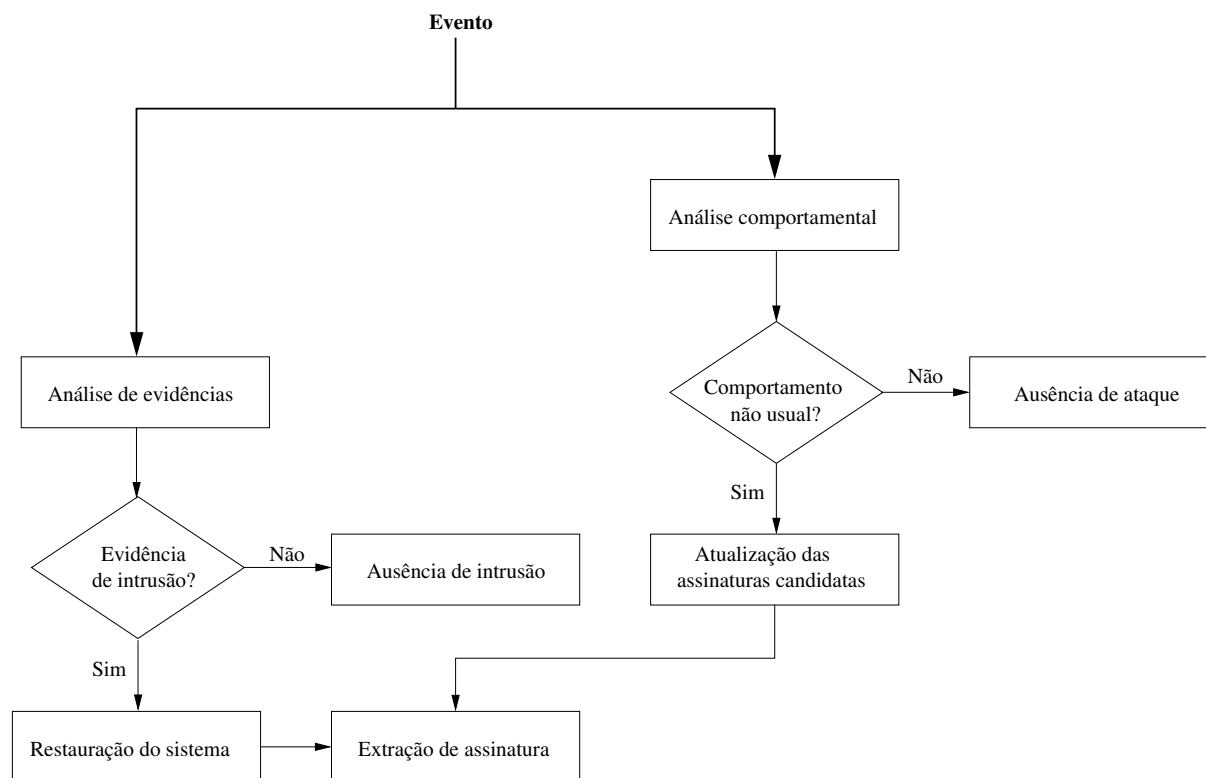 Evento
Análise comportamental
Análise de evidências
Comportamento
não usual?
Não
Ausência de ataque
Sim
Evidência
de intrusão?
Não
Ausência de intrusão
Atualização das
assinaturas candidatas
Sim
Restauração do sistema
Extração de assinatura